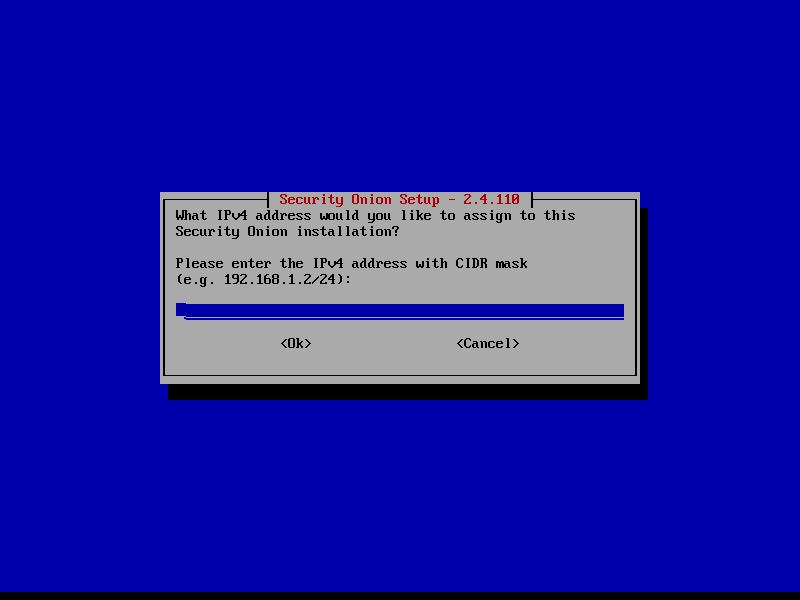 Security Onion Setup - 2.4.110
What IPv4 address would you like to assign to this
Security Onion installation?
Please enter the IPv4 address with CIDR mask
(e.g. 192.168.1.2/24):
<Ok> <Cancel>